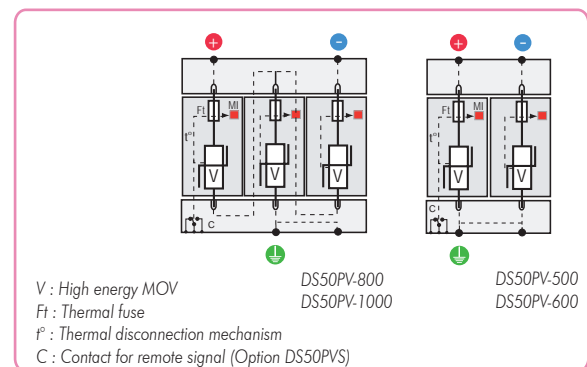 + - + -
Ft MI Ft MI
t° t°
V V V V V
C C
DS50PV-800 DS50PV-500
DS50PV-1000 DS50PV-600
V : High energy MOV
Ft : Thermal fuse
t° : Thermal disconnection mechanism
C : Contact for remote signal (Option DS50PVS)